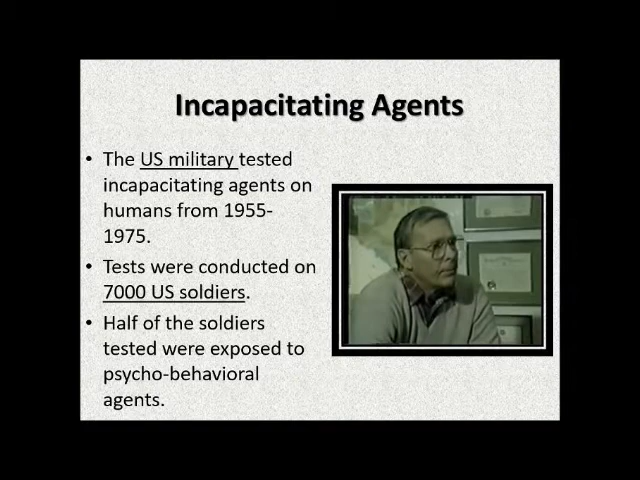 Incapacitating Agents
• The US military tested
incapacitating agents on
humans from 1955-
1975.
• Tests were conducted on
7000 US soldiers.
• Half of the soldiers
tested were exposed to
psycho-behavioral
agents.